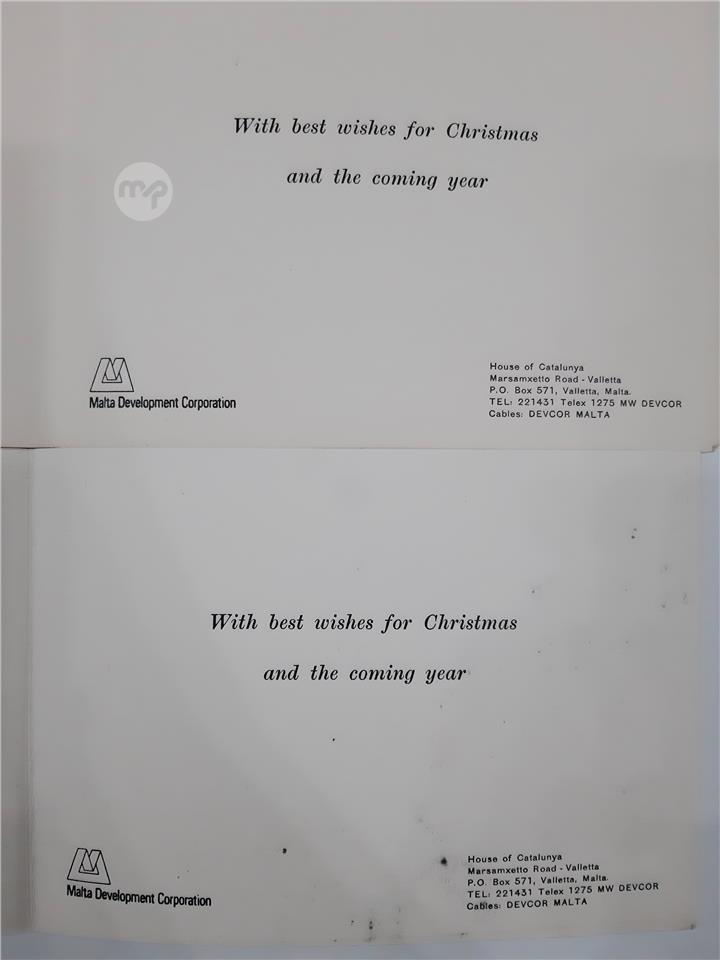 With best wishes for Christmas
and the coming year
mp
Malta Development Corporation
House of Catalunya
Marsamxetto Road - Valletta
P.O. Box 571, Valletta, Malta.
TEL: 221431 Telex 1275 MW DEVCOR
Cables: DEVCOR MALTA
With best wishes for Christmas
and the coming year
Malta Development Corporation
House of Catalunya
Marsamxetto Road - Valletta
P.O. Box 571, Valletta, Malta.
TEL: 221431 Telex 1275 MW DEVCOR
Cables: DEVCOR MALTA